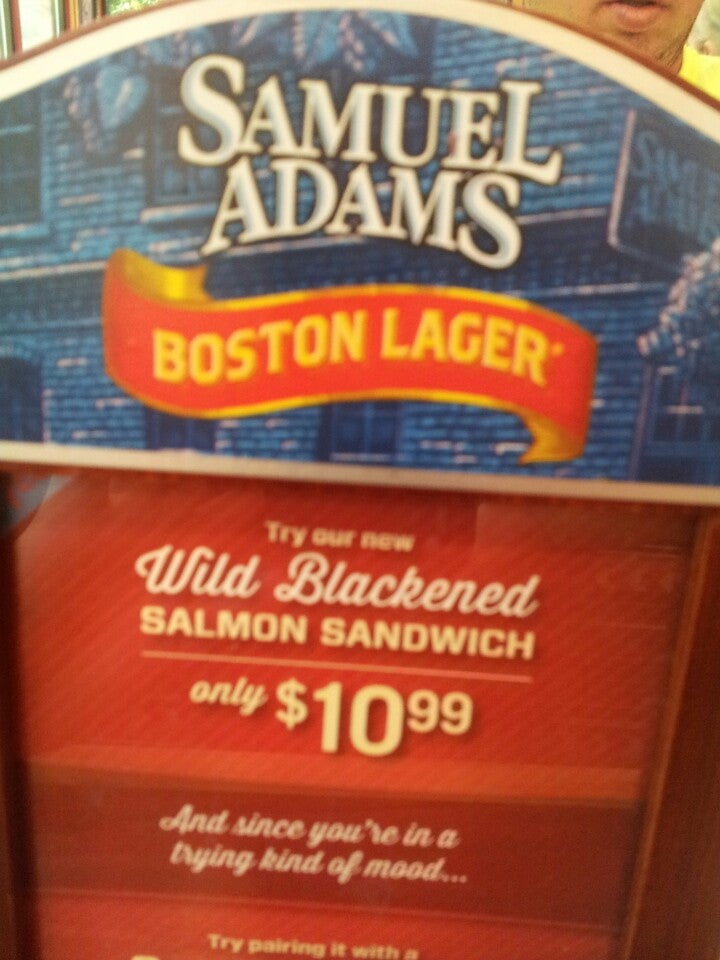 SAMUEL
ADAMS
BOSTON LAGER
Try our new
Wild Blackened
SALMON SANDWICH
only $10 99
And since you're in a
trying kind of mood...
Try pairing it with a